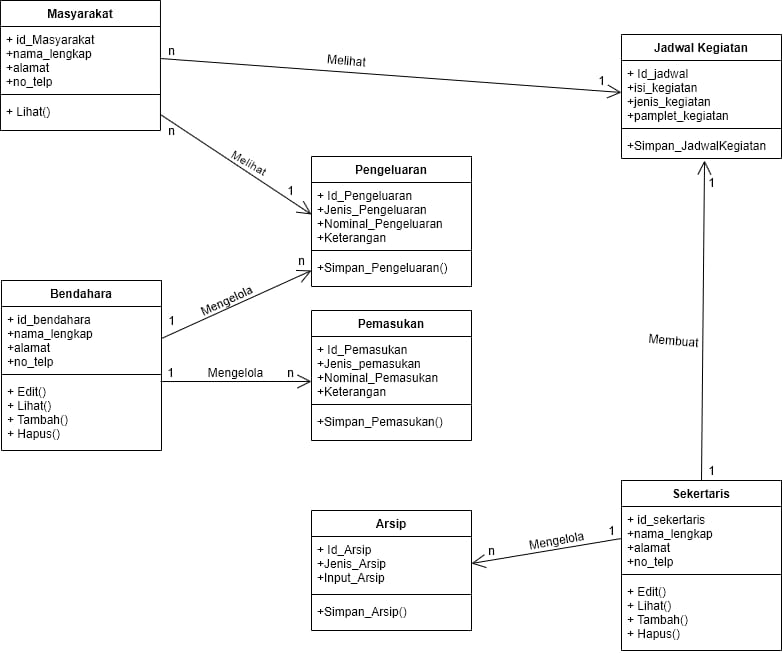 Masyarakat
+ id_Masyarakat
+nama_lengkap
+alamat
+no_telp
+ Lihat()
n
Melihat
1
n
Melihat
1
Jadwal Kegiatan
+ Id_jadwal
+isi_kegiatan
+jenis_kegiatan
+pamplet_kegiatan
+Simpan_JadwalKegiatan
1
Pengeluaran
+ Id_Pengeluaran
+Jenis_Pengeluaran
+Nominal_Pengeluaran
+Keterangan
+Simpan_Pengeluaran()
Bendahara
+ id_bendahara
+nama_lengkap
+alamat
+no_telp
+ Edit()
+ Lihat()
+ Tambah()
+ Hapus()
1
Mengelola
n
1
Mengelola
n
Pemasukan
+ Id_Pemasukan
+Jenis_pemasukan
+Nominal_Pemasukan
+Keterangan
+Simpan_Pemasukan()
Membuat
1
Arsip
+ Id_Arsip
+Jenis_Arsip
+Input_Arsip
+Simpan_Arsip()
n
Mengelola
1
Sekertaris
+ id_sekertaris
+nama_lengkap
+alamat
+no_telp
+ Edit()
+ Lihat()
+ Tambah()
+ Hapus()